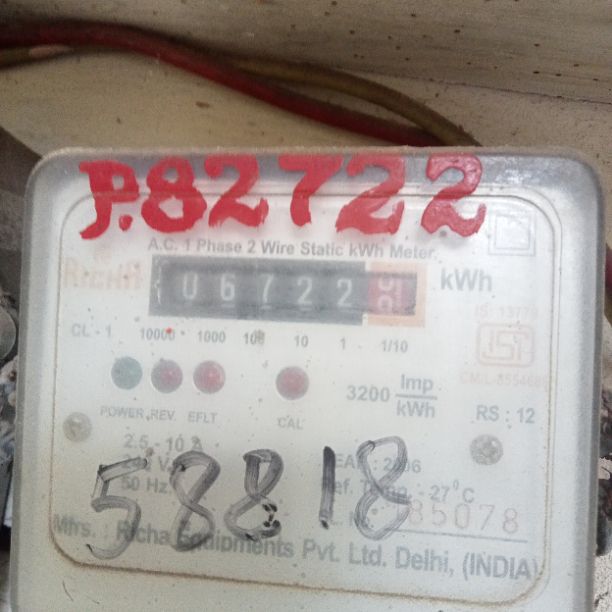 P.82722
A.C. 1 Phase 2 Wire Static kWh Meter
RICHA
06722 kWh
CL - 1 10000 1000 100 10 1 1/10
POWER REV. EFLT CAL
3200 Imp/kWh
RS : 12
2.5 - 10 A
50 Hz
27°C
58818
85078
Mfrs. : Richa Equipments Pvt. Ltd. Delhi, (INDIA)